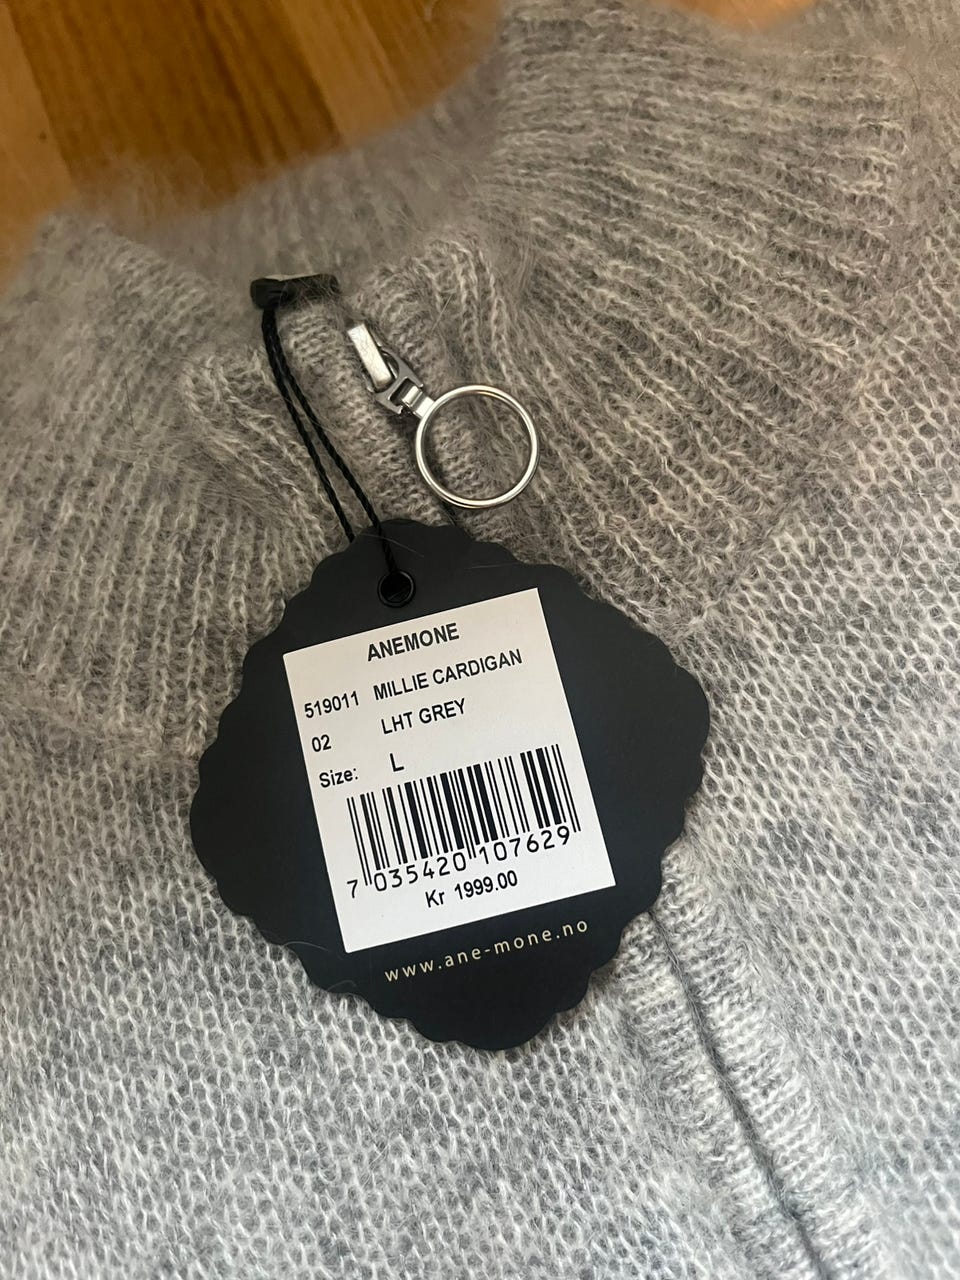 ANEMONE
519011 MILLIE CARDIGAN
02 LHT GREY
Size: L
7 035420 107629
Kr 1999.00
www.ane-mone.no